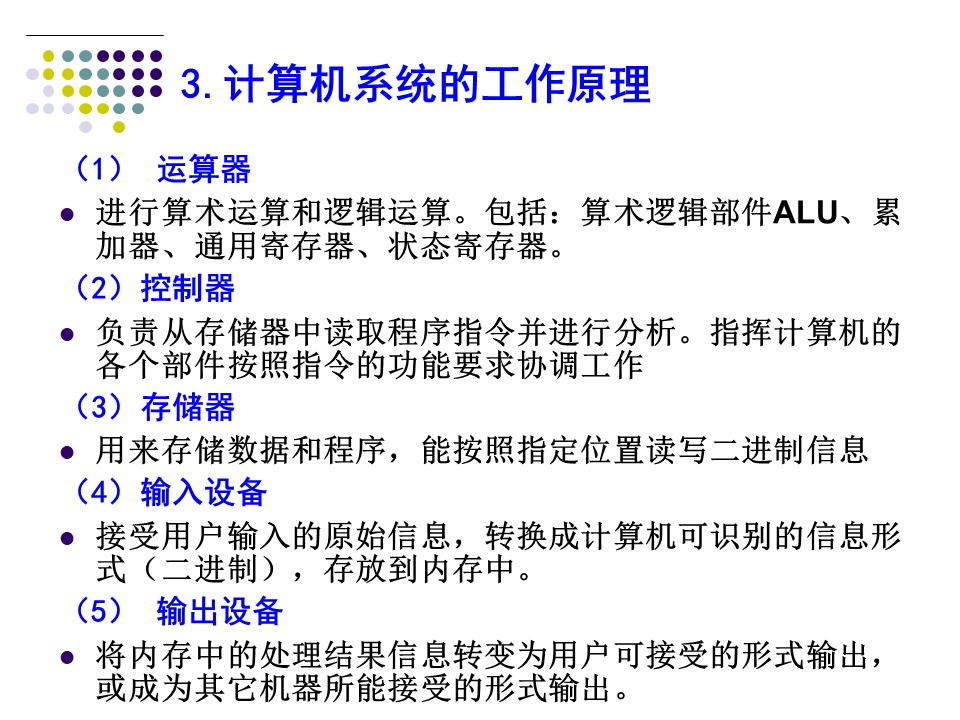 3.计算机系统的工作原理
（1） 运算器
● 进行算术运算和逻辑运算。包括：算术逻辑部件ALU、累
加器、通用寄存器、状态寄存器。
（2）控制器
● 负责从存储器中读取程序指令并进行分析。指挥计算机的
各个部件按照指令的功能要求协调工作
（3）存储器
● 用来存储数据和程序，能按照指定位置读写二进制信息
（4）输入设备
● 接受用户输入的原始信息，转换成计算机可识别的信息形
式（二进制），存放到内存中。
（5） 输出设备
● 将内存中的处理结果信息转变为用户可接受的形式输出，
或成为其它机器所能接受的形式输出。